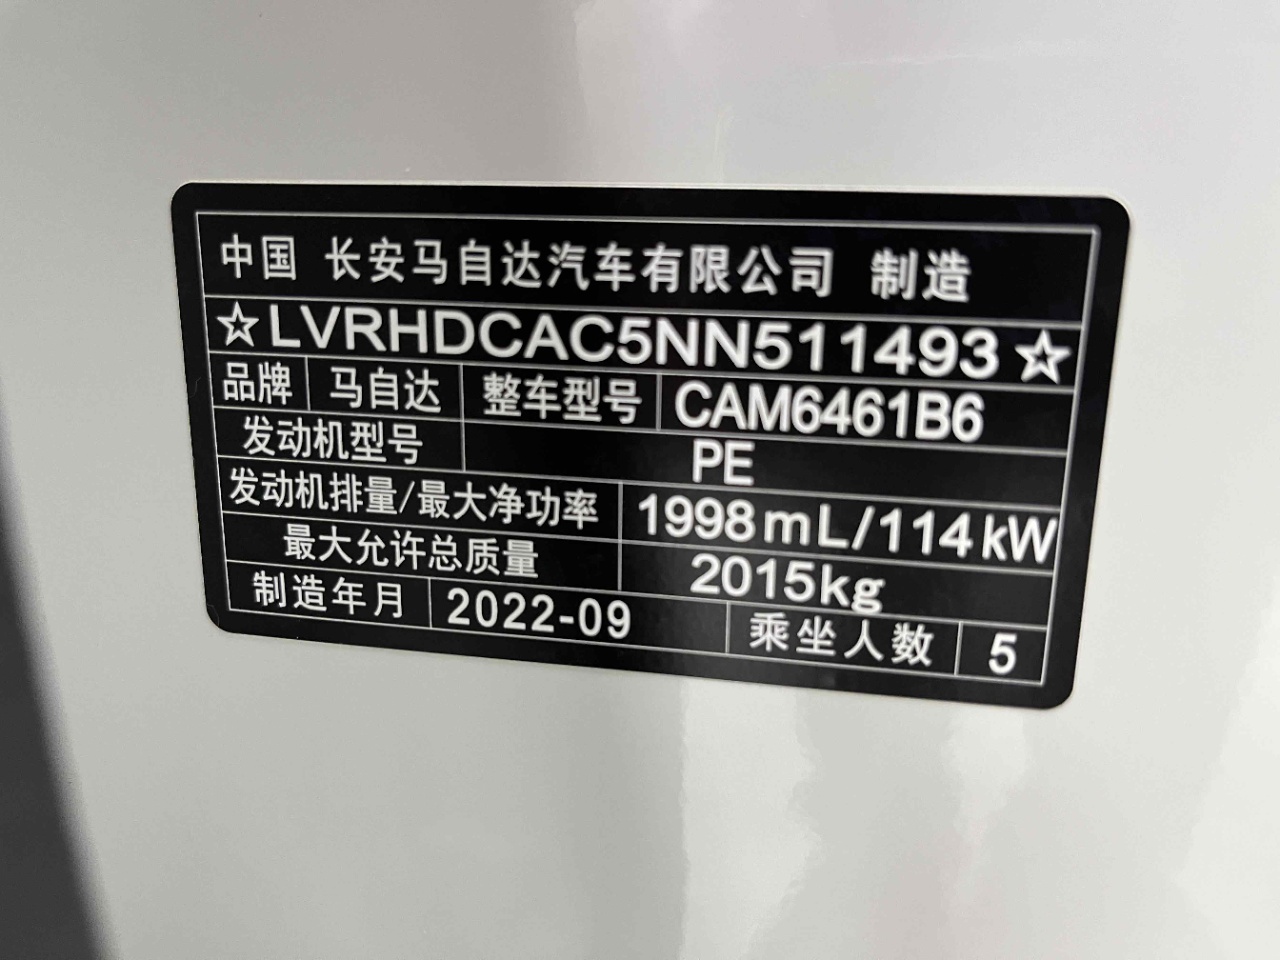 中国 长安马自达汽车有限公司 制造
☆LVRHDCAC5NN511493☆
品牌 马自达 整车型号 CAM6461B6
发动机型号 PE
发动机排量/最大净功率 1998mL/114kW
最大允许总质量 2015kg
制造年月 2022-09 乘坐人数 5